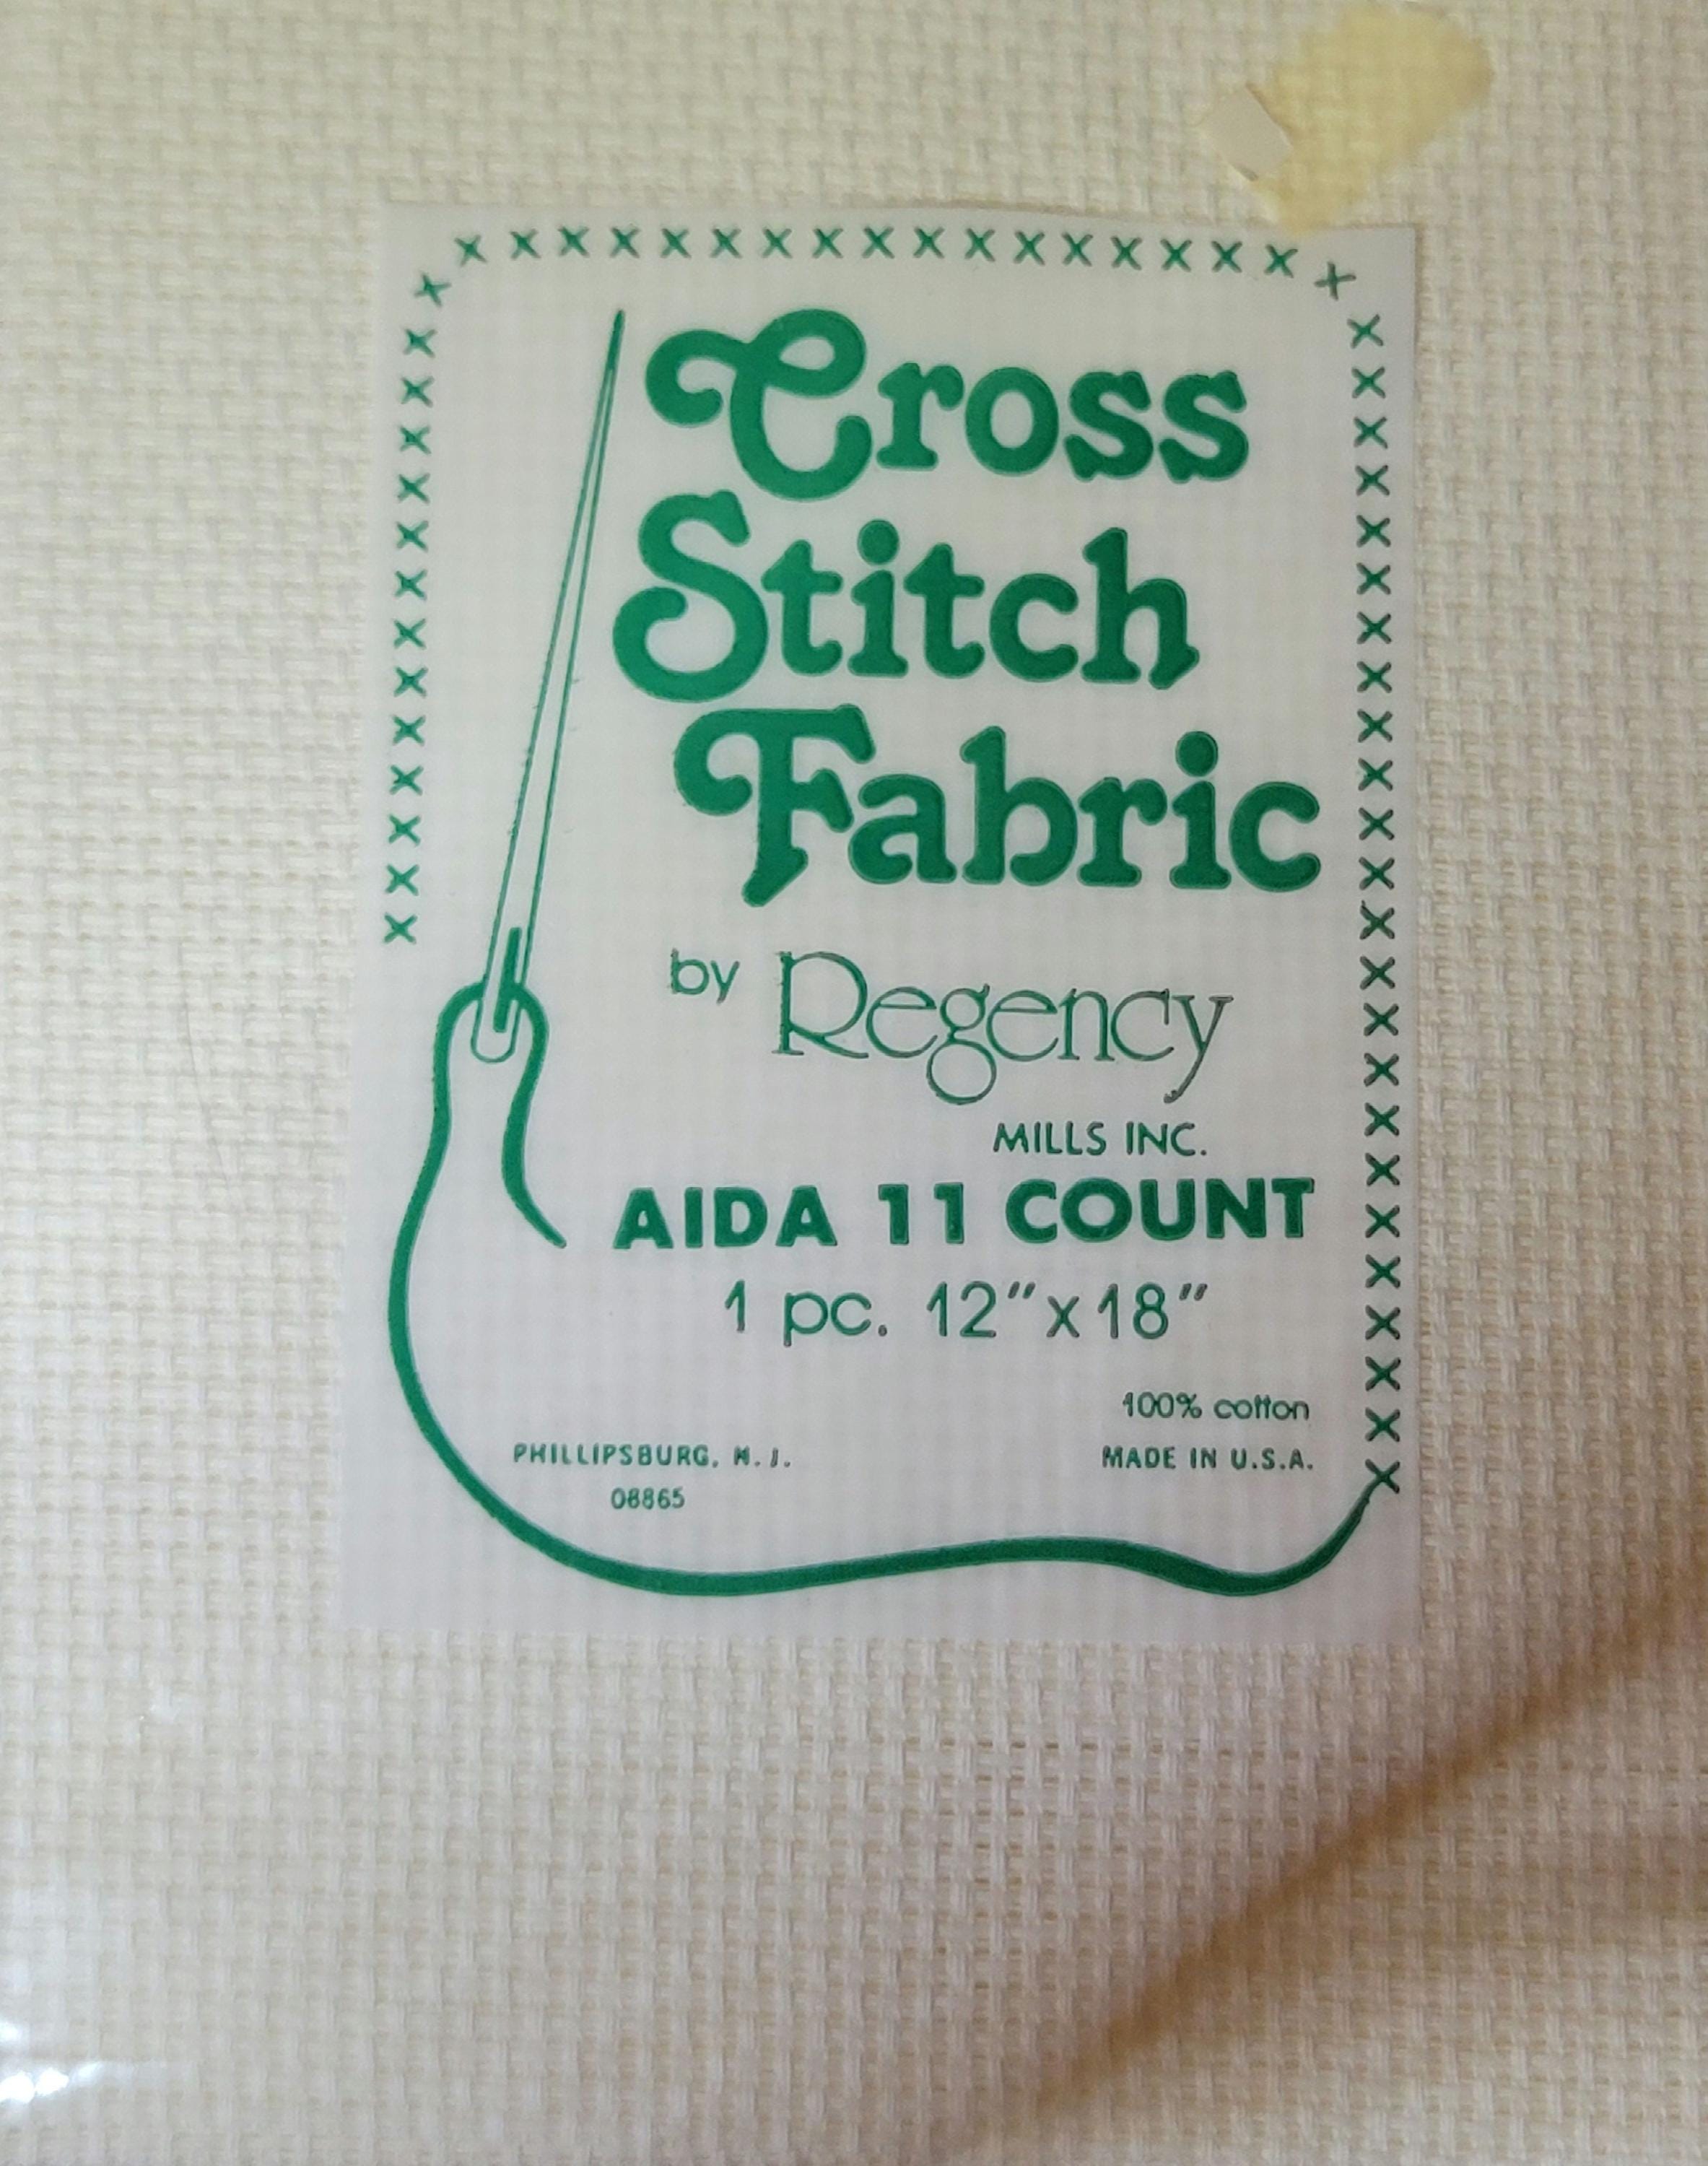 Cross
Stitch
Fabric
by Regency
MILLS INC.
AIDA 11 COUNT
1 pc. 12"x18"
100% cotton
PHILLIPSBURG, N.J.
MADE IN U.S.A.
08865